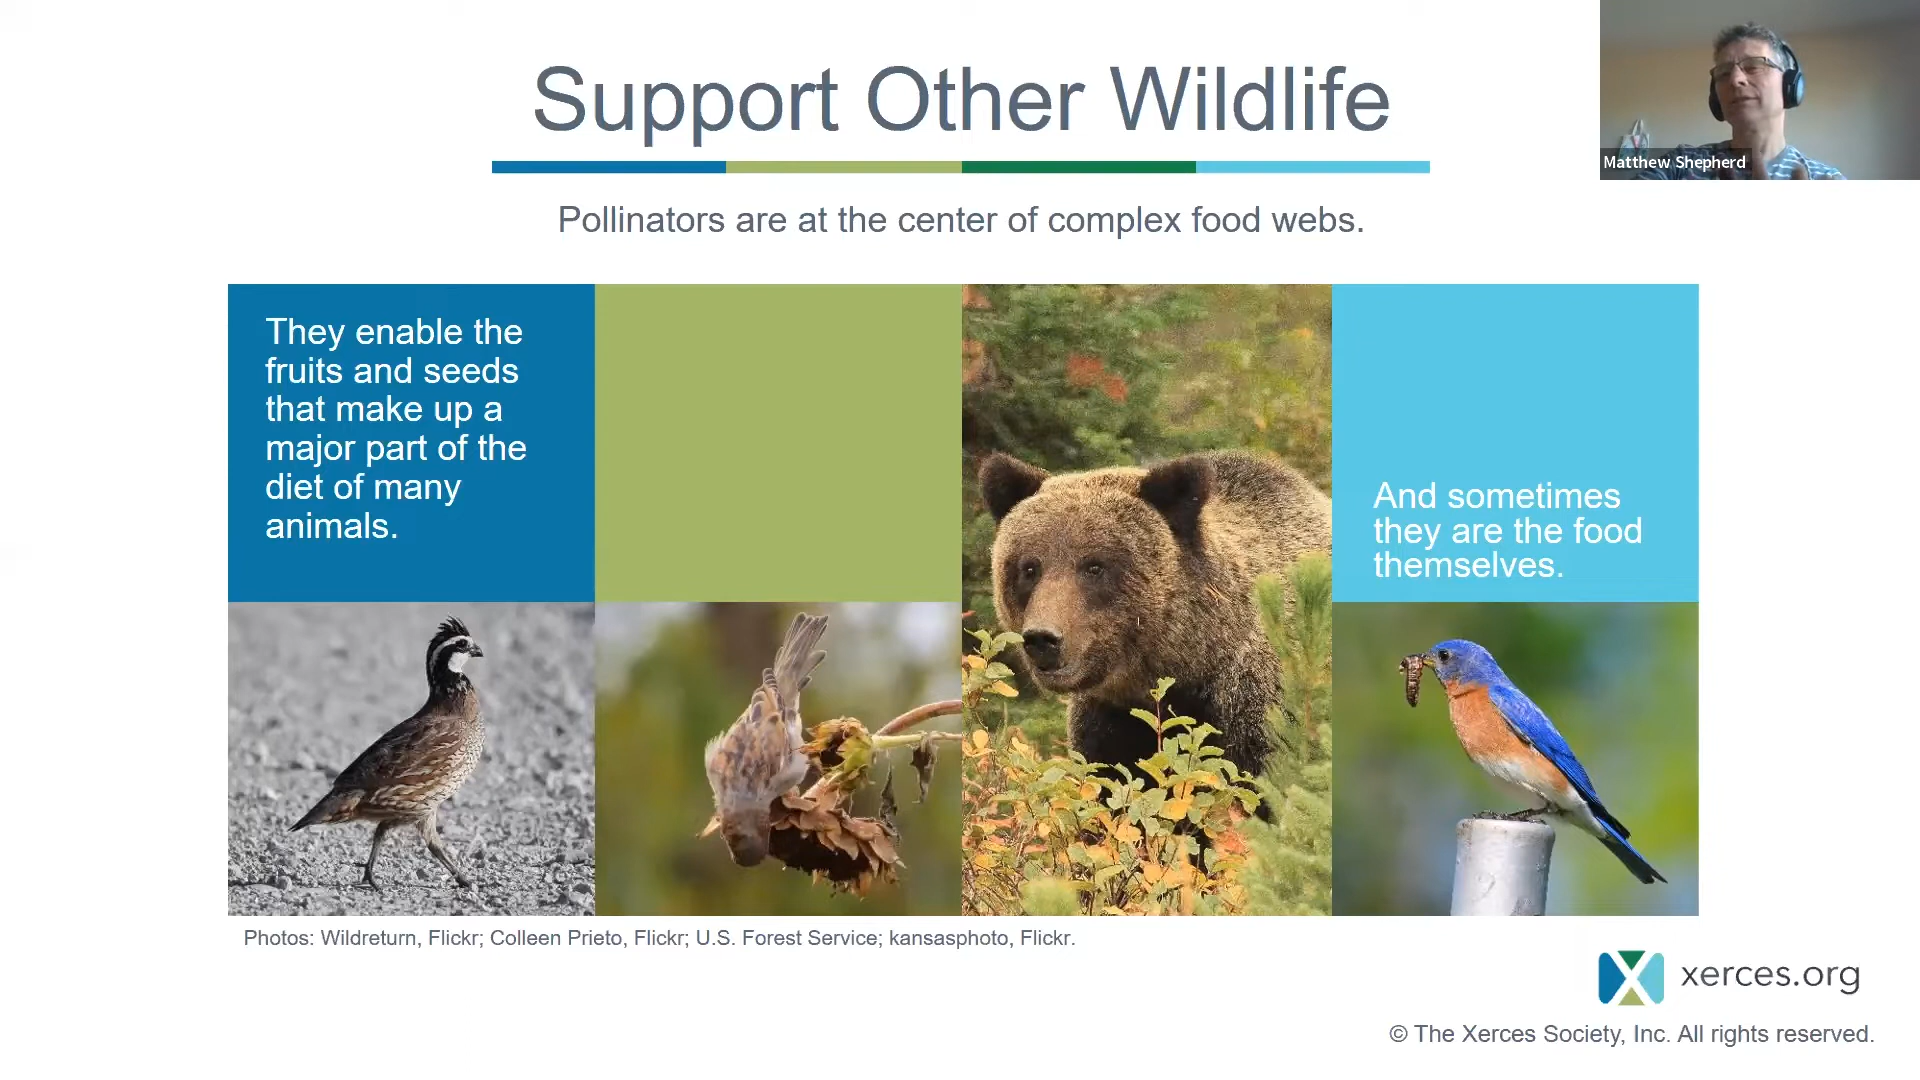 Support Other Wildlife
Matthew Shepherd
Pollinators are at the center of complex food webs.
They enable the
fruits and seeds
that make up a
major part of the
diet of many
animals.
And sometimes
they are the food
themselves.
Photos: Wildreturn, Flickr; Colleen Prieto, Flickr; U.S. Forest Service; kansasphoto, Flickr.
xerces.org
© The Xerces Society, Inc. All rights reserved.